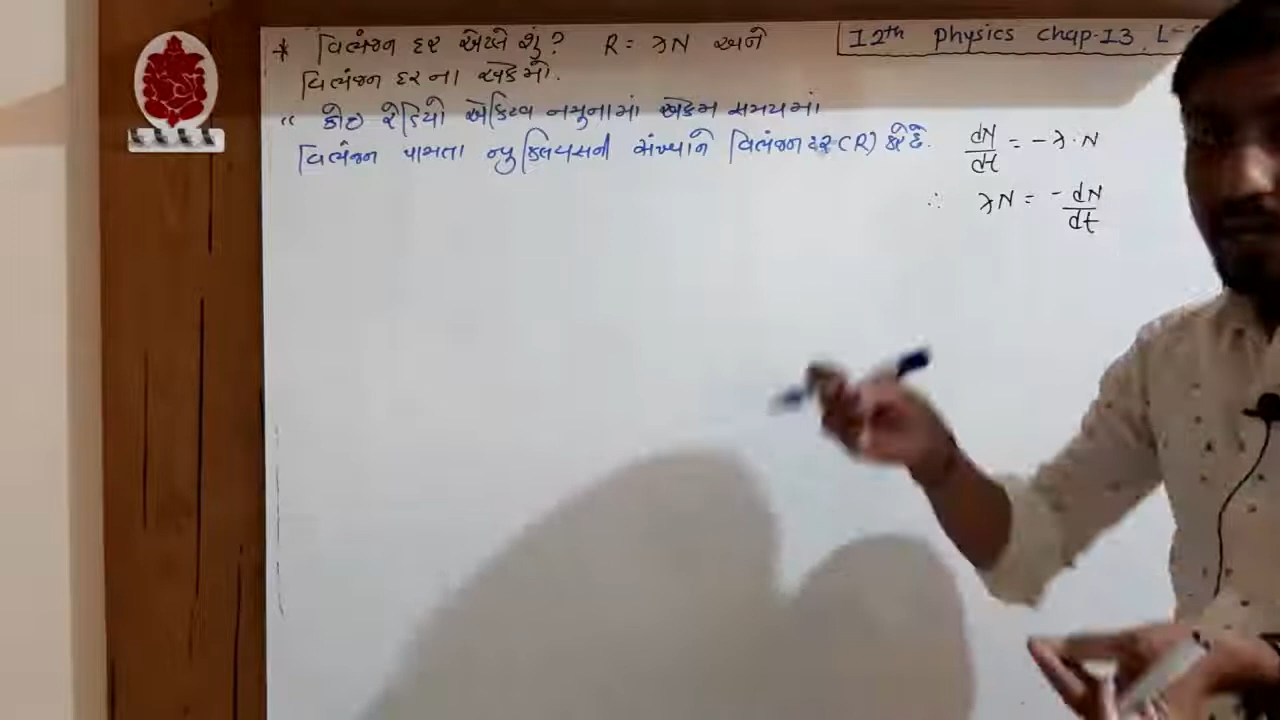 * વિભંજન દર એટલે શું? R = λN અને
વિભંજન દરના એકમો.
12th physics chap-13 L-
“ કોઇ રેડિયો એક્ટિવ નમુનામાં એકમ સમયમાં
વિભંજન પામતા ન્યુક્લિયસની સંખ્યાને વિભંજન દર (R) કહે છે.
dN/dt = -λ·N
∴ λN = -dN/dt